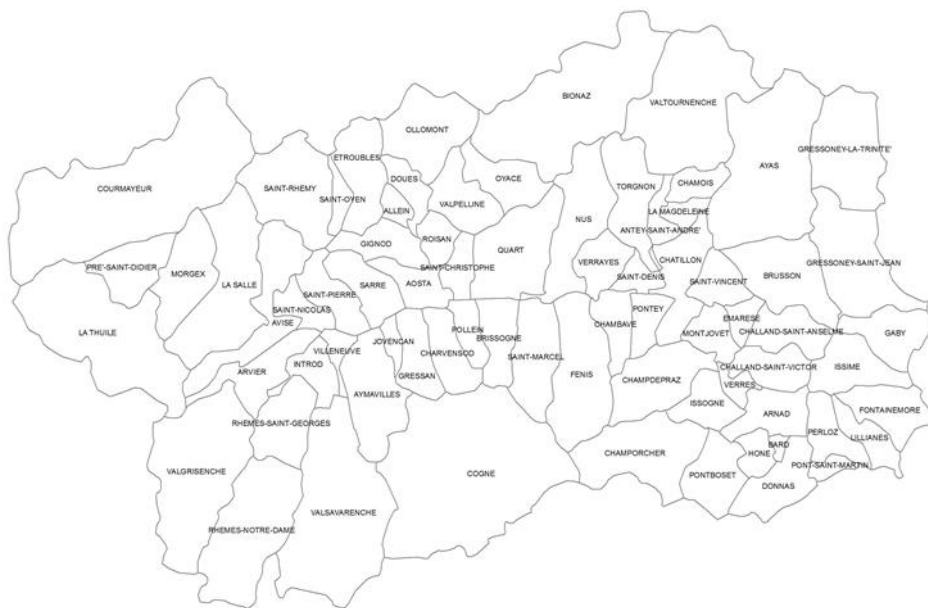 BIONAZ
VALTOURNENCHE
OLLOMONT
GRESSONEY-LA-TRINITE'
ETROUBLES
AYAS
DOUES
OYACE
TORGNON
CHAMOIS
COURMAYEUR
SAINT-RHEMY
SAINT-OYEN
VALPELLINE
ALLEIN
LA MAGDELEINE
NUS
ANTEY-SAINT-ANDRE'
ROISAN
GIGNOD
QUART
CHATILLON
VERRAYES
GRESSONEY-SAINT-JEAN
PRE'-SAINT-DIDIER
MORGEX
SAINT-CHRISTOPHE
SAINT-DENIS
BRUSSON
SAINT-VINCENT
LA SALLE
SARRE
AOSTA
SAINT-PIERRE
SAINT-NICOLAS
PONTEY
EMARESE
AVISE
CHAMBAVE
LA THUILE
POLLEIN
MONTJOVET
CHALLAND-SAINT-ANSELME
GABY
JOVENCAN
BRISSOGNE
VILLENEUVE
CHARVENSOD
SAINT-MARCEL
INTROD
ARVIER
GRESSAN
FENIS
CHAMPDEPRAZ
CHALLAND-SAINT-VICTOR
ISSIME
VERRES
AYMAVILLES
ISSOGNE
FONTAINEMORE
ARNAD
RHEMES-SAINT-GEORGES
PERLOZ
LILLIANES
BARD
HONE
CHAMPORCHER
PONT-SAINT-MARTIN
VALGRISENCHE
COGNE
PONTBOSET
DONNAS
VALSAVARENCHE
RHEMES-NOTRE-DAME